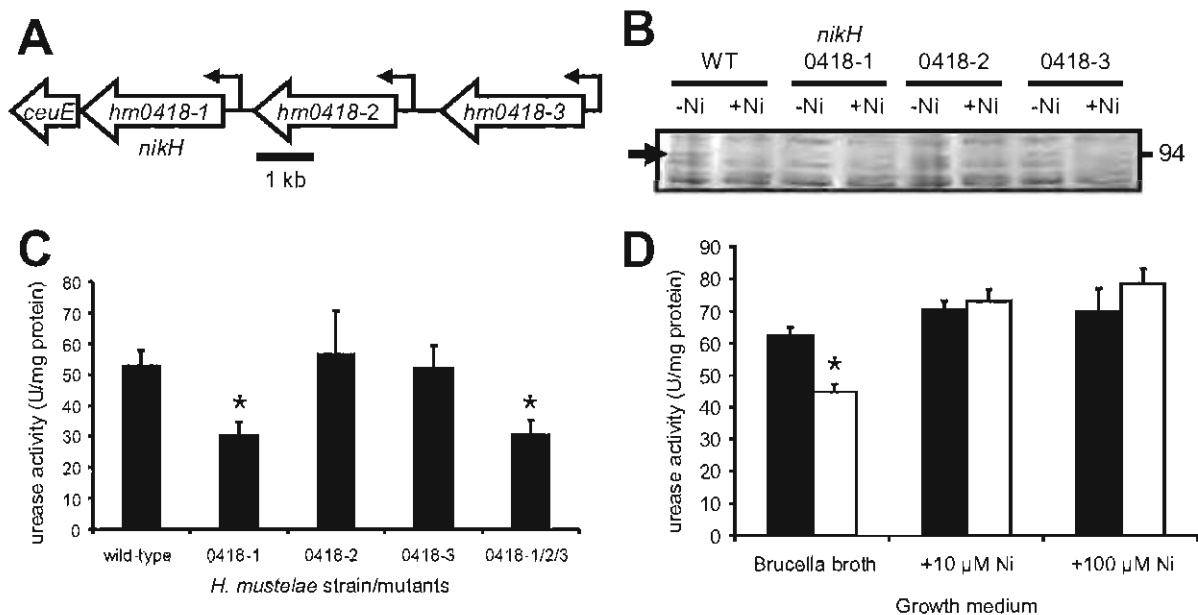 A
ceuE
hm0418-1
hm0418-2
hm0418-3
nikH
1 kb
B
nikH
WT
0418-1
0418-2
0418-3
-Ni
+Ni
-Ni
+Ni
-Ni
+Ni
-Ni
+Ni
94
C
urease activity (U/mg protein)
80
70
60
50
40
30
20
10
0
*
*
wild-type
0418-1
0418-2
0418-3
0418-1/2/3
H. mustelae strain/mutants
D
urease activity (U/mg protein)
90
80
70
60
50
40
30
20
10
0
*
Brucella broth
+10 µM Ni
+100 µM Ni
Growth medium